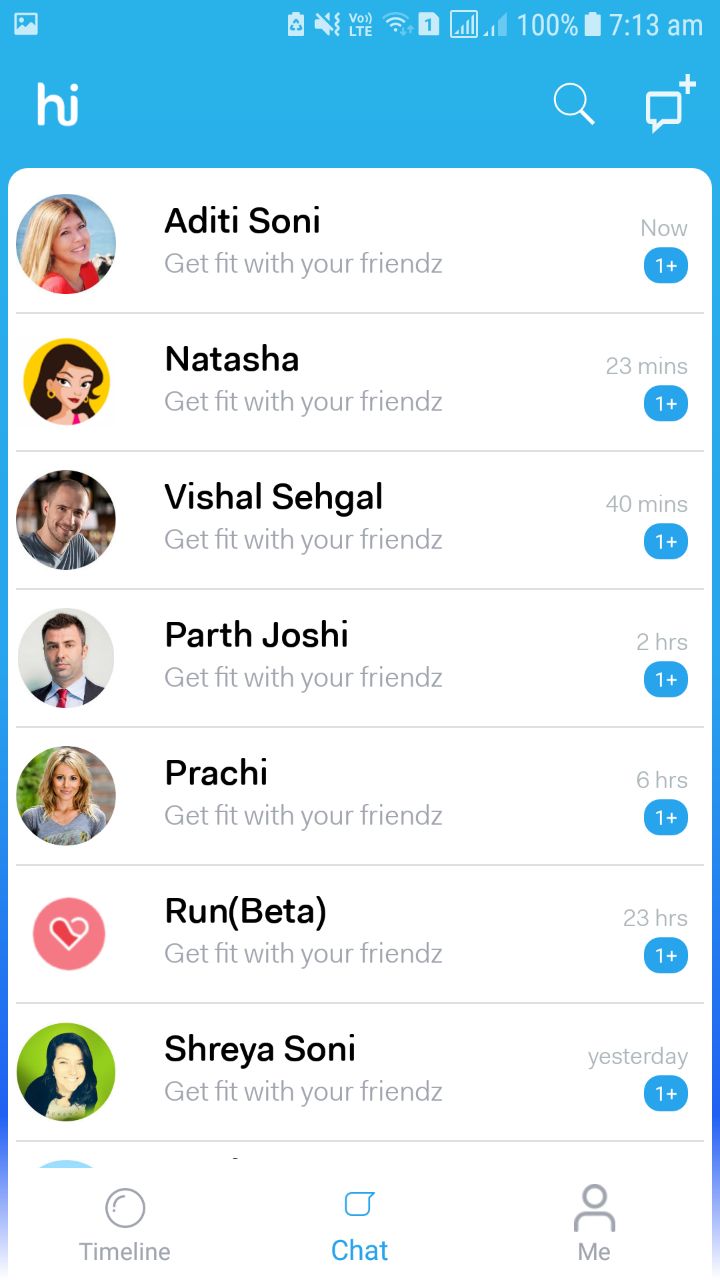 Vo)) LTE 1 100% 7:13 am
hi
Aditi Soni
Now
Get fit with your friendz
1+
Natasha
23 mins
Get fit with your friendz
1+
Vishal Sehgal
40 mins
Get fit with your friendz
1+
Parth Joshi
2 hrs
Get fit with your friendz
1+
Prachi
6 hrs
Get fit with your friendz
1+
Run(Beta)
23 hrs
Get fit with your friendz
1+
Shreya Soni
yesterday
Get fit with your friendz
1+
Timeline
Chat
Me